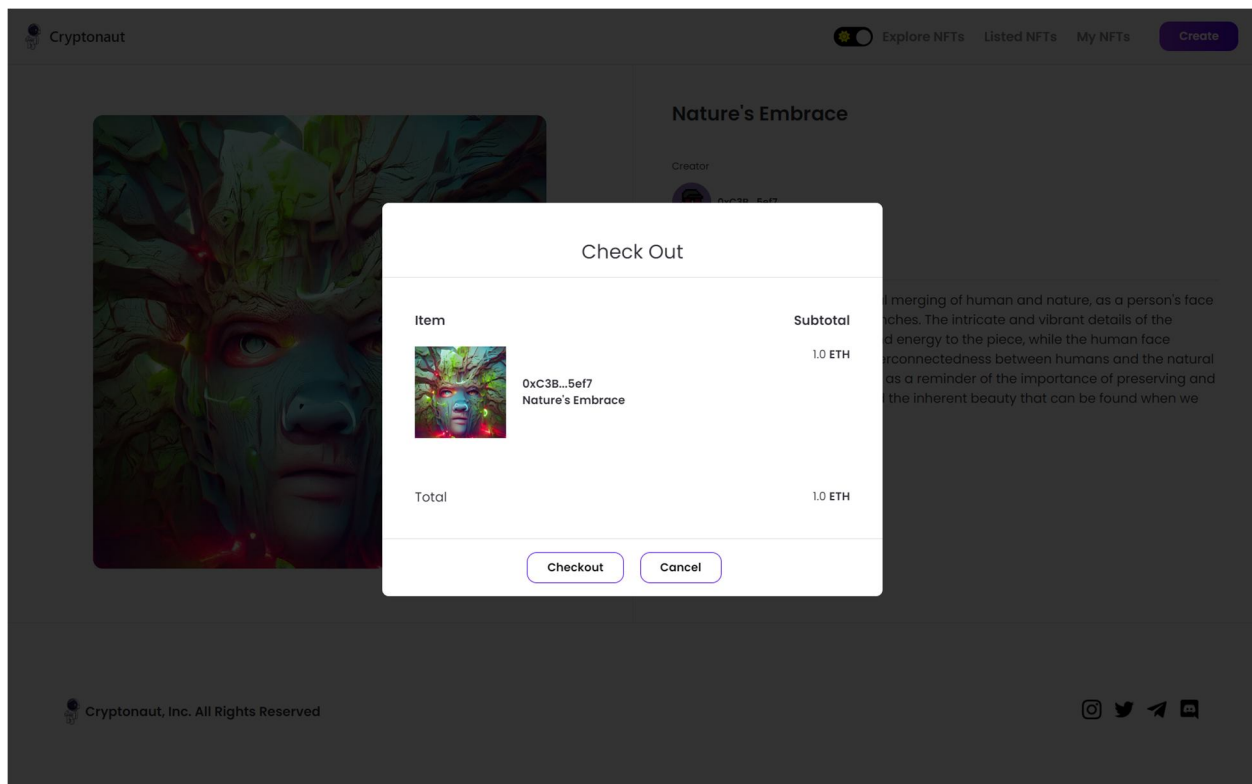 Cryptonaut
Explore NFTs Listed NFTs My NFTs Create
Nature's Embrace
Creator
0xC3B...5ef7
merging of human and nature, as a person's face
The intricate and vibrant details of the
energy to the piece, while the human face
between humans and the natural
as a reminder of the importance of preserving and
the inherent beauty that can be found when we
Check Out
Item Subtotal
1.0 ETH
0xC3B...5ef7
Nature's Embrace
Total 1.0 ETH
Checkout Cancel
Cryptonaut, Inc. All Rights Reserved